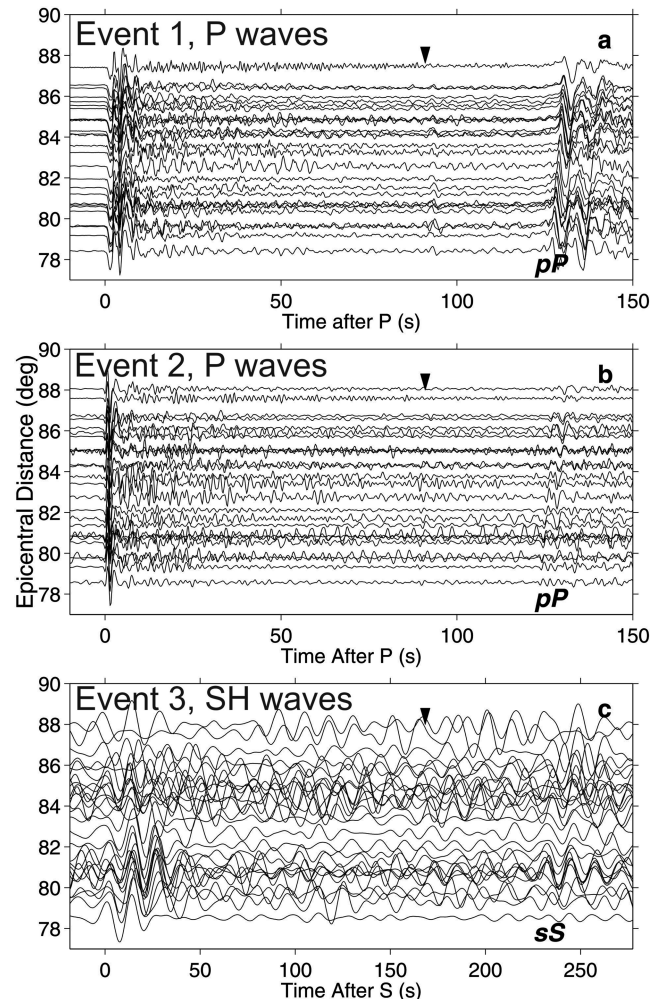 Event 1, P waves
a
90
88
86
84
82
80
78
pP
0
50
100
150
Time after P (s)
Event 2, P waves
b
90
88
86
84
82
80
78
Epicentral Distance (deg)
pP
0
50
100
150
Time After P (s)
Event 3, SH waves
c
90
88
86
84
82
80
78
sS
0
50
100
150
200
250
Time After S (s)